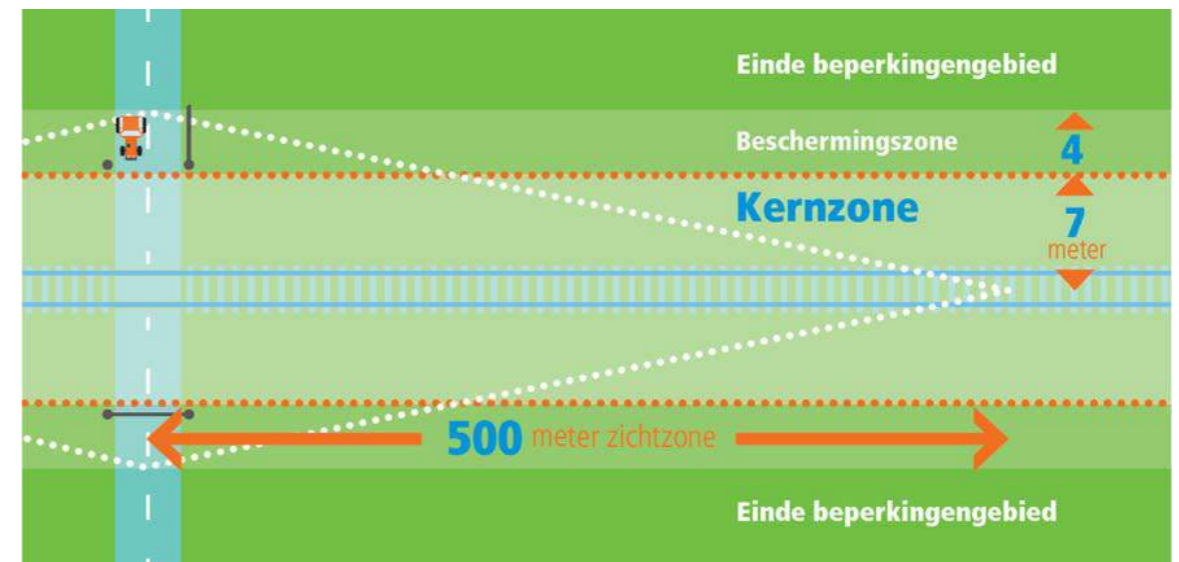 Einde beperkingengebied
Beschermingszone
4
Kernzone
7
meter
500 meter zichtzone
Einde beperkingengebied